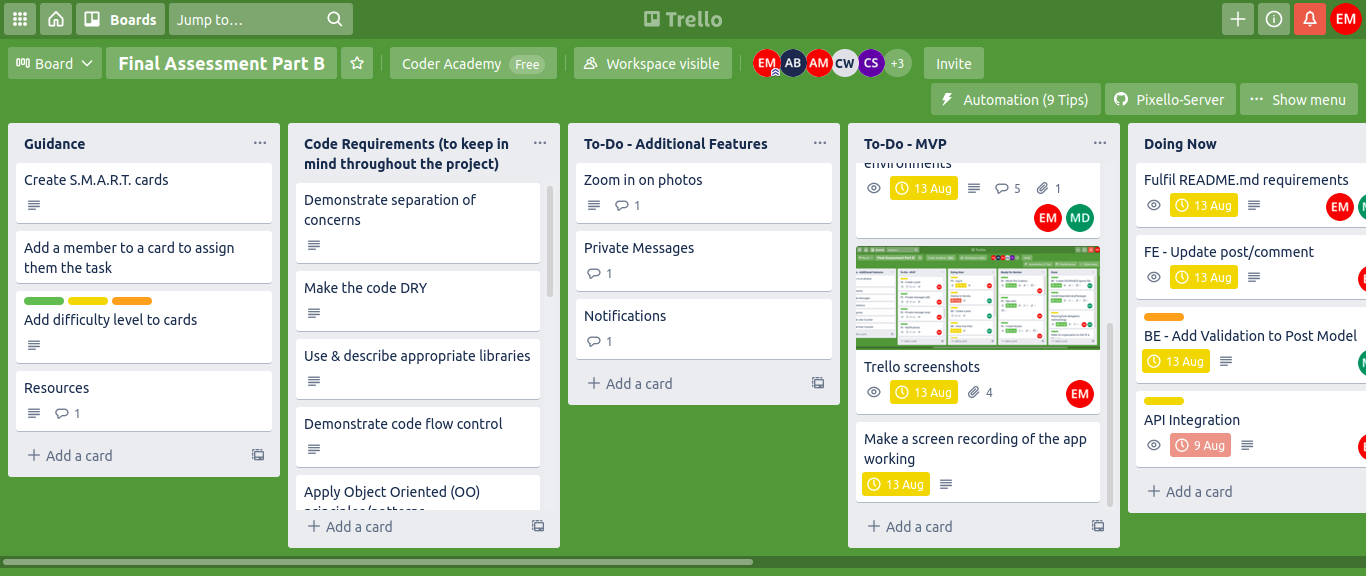 Boards
Jump to...
Trello
EM
Board
Final Assessment Part B
Coder Academy
Free
Workspace visible
EM
AB
AM
CW
CS
+3
Invite
Automation (9 Tips)
Pixello-Server
Show menu
Guidance
Create S.M.A.R.T. cards
Add a member to a card to assign
them the task
Add difficulty level to cards
Resources
1
Add a card
Code Requirements (to keep in
mind throughout the project)
Demonstrate separation of
concerns
Make the code DRY
Use & describe appropriate libraries
Demonstrate code flow control
Apply Object Oriented (OO)
principles/patterns
Add a card
To-Do - Additional Features
Zoom in on photos
1
Private Messages
1
Notifications
1
Add a card
To-Do - MVP
environments
13 Aug
5
1
EM
MD
Trello screenshots
13 Aug
4
EM
Make a screen recording of the app
working
13 Aug
Add a card
Doing Now
Fulfil README.md requirements
13 Aug
EM
FE - Update post/comment
13 Aug
BE - Add Validation to Post Model
13 Aug
API Integration
9 Aug
Add a card